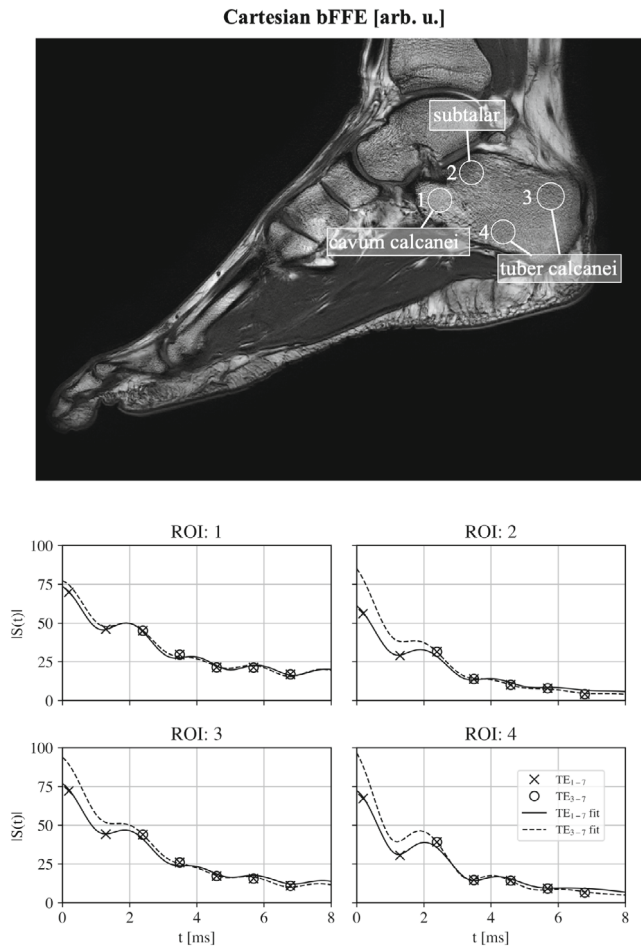 Cartesian bFFE [arb. u.]
subtalar
2
3
1
4
cavum calcanei
tuber calcanei
ROI: 1
ROI: 2
100
75
50
25
0
|S(t)|
ROI: 3
ROI: 4
100
75
50
25
0
|S(t)|
TE₁₋₇
TE₃₋₇
TE₁₋₇ fit
TE₃₋₇ fit
0 2 4 6 8
0 2 4 6 8
t [ms]
t [ms]